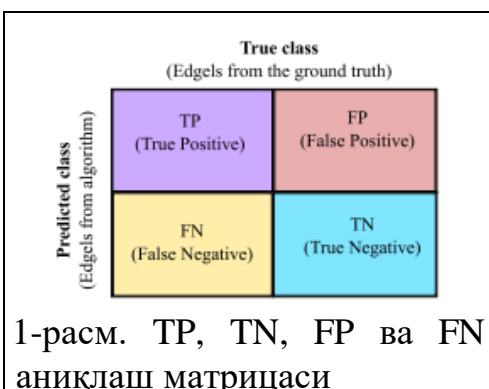 True class
(Edgels from the ground truth)
Predicted class
(Edgels from algorithm)
TP
(True Positive)
FP
(False Positive)
FN
(False Negative)
TN
(True Negative)
1-расм. TP, TN, FP ва FN
аниқлаш матрицаси